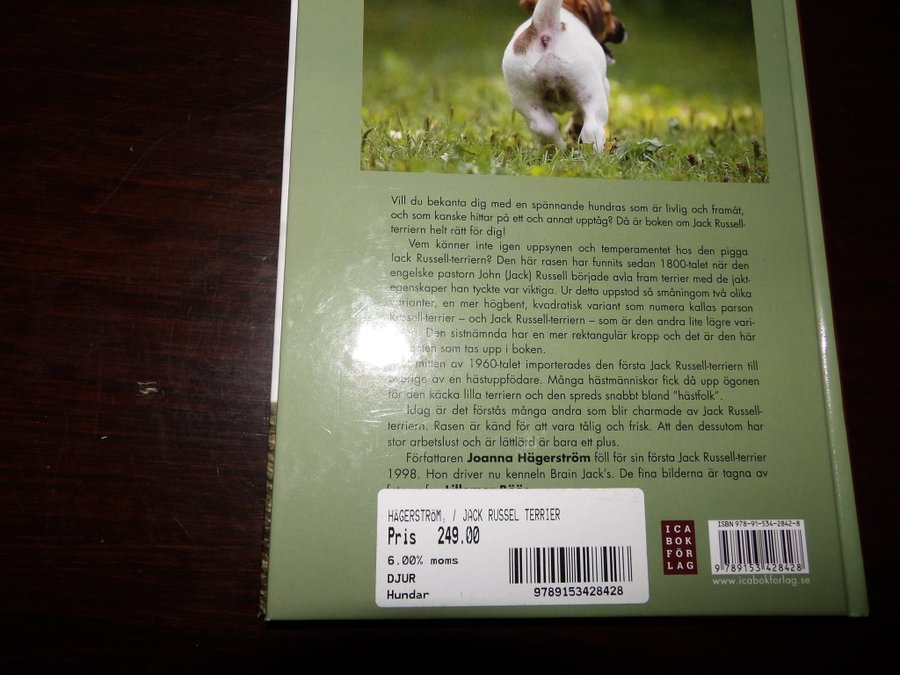 Vill du bekanta dig med en spännande hundras som är livlig och framåt,
och som kanske hittar på ett och annat upptåg? Då är boken om Jack Russell-
terriern helt rätt för dig!
Vem känner inte igen uppsynen och temperamentet hos den pigga
Jack Russell-terriern? Den här rasen har funnits sedan 1800-talet när den
engelske pastorn John (Jack) Russell började avla fram terrier med de jakt-
egenskaper han tyckte var viktiga. Ur detta uppstod så småningom två olika
varianter, en mer högbent, kvadratisk variant som numera kallas parson
Russell-terrier – och Jack Russell-terriern – som är den andra lite lägre vari-
Den sistnämnda har en mer rektangulär kropp och det är den här
som tas upp i boken.
mitten av 1960-talet importerades den första Jack Russell-terriern till
Sverige av en hästuppfödare. Många hästmänniskor fick då upp ögonen
för den käcka lilla terriern och den spreds snabbt bland "hästfolk".
Idag är det förstås många andra som blir charmade av Jack Russell-
terriern. Rasen är känd för att vara tålig och frisk. Att den dessutom har
stor arbetslust och är lättlärd är bara ett plus.
Författaren Joanna Hägerström föll för sin första Jack Russell-terrier
1998. Hon driver nu kenneln Brain Jack's. De fina bilderna är tagna av
HÄGERSTRÖM, / JACK RUSSEL TERRIER
Pris 249.00
6.00% moms
DJUR
Hundar
9789153428428
ICA
BOK
FÖR
LAG
ISBN 978-91-534-2842-8
9 789153 428428
www.icabokforlag.se